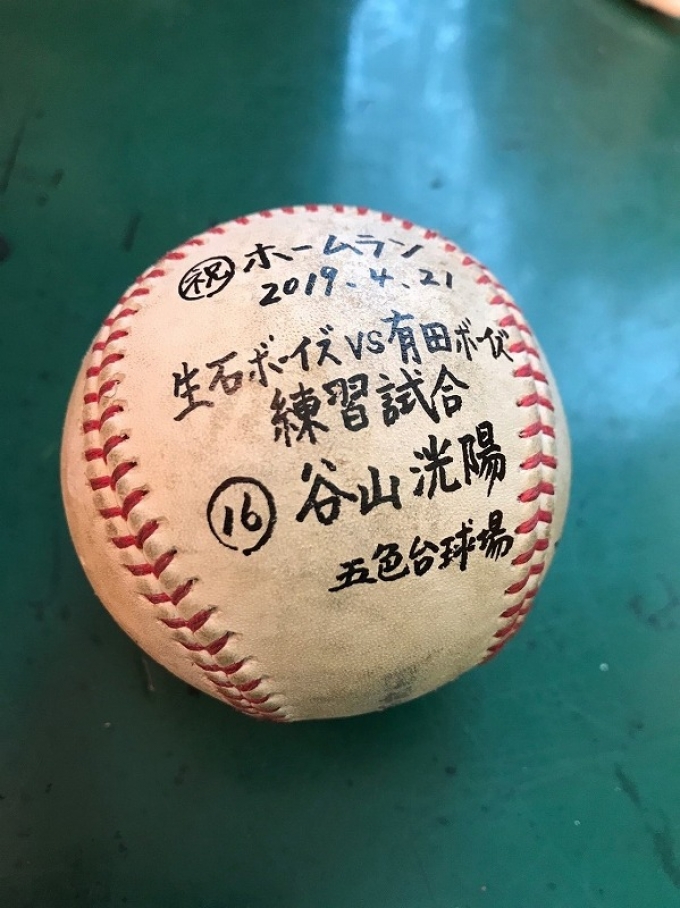 ㊗ホームラン
2019.4.21
生石ボーイズVS有田ボーイズ
練習試合
⑯谷山洸陽
五色台球場